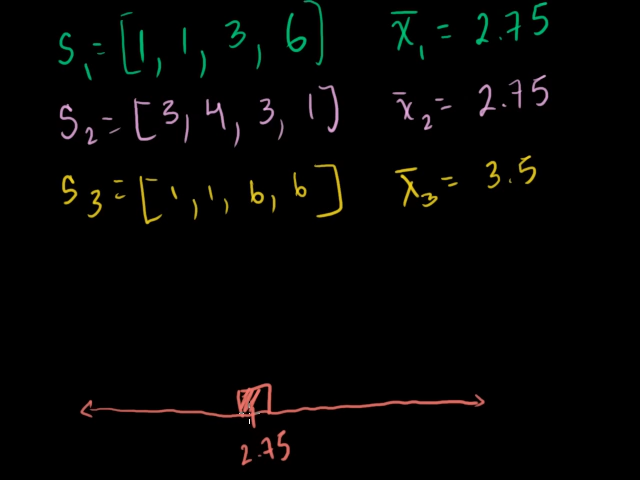 S₁ = [1, 1, 3, 6] x̄₁ = 2.75
S₂ = [3, 4, 3, 1] x̄₂ = 2.75
S₃ = [1, 1, 6, 6] x̄₃ = 3.5
2.75